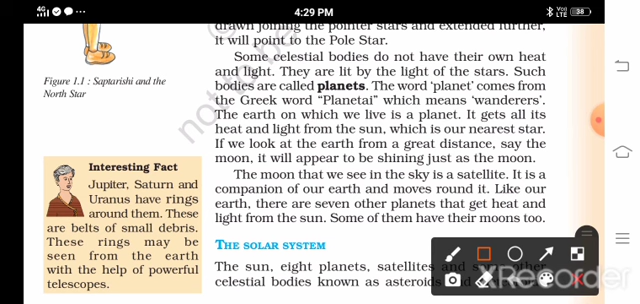 4G
4:29 PM
Vo)
LTE
38
drawn joining the pointer stars and extended further,
it will point to the Pole Star.
Some celestial bodies do not have their own heat
and light. They are lit by the light of the stars. Such
bodies are called planets. The word 'planet' comes from
the Greek word "Planetai" which means 'wanderers'.
The earth on which we live is a planet. It gets all its
heat and light from the sun, which is our nearest star.
If we look at the earth from a great distance, say the
moon, it will appear to be shining just as the moon.
The moon that we see in the sky is a satellite. It is a
companion of our earth and moves round it. Like our
earth, there are seven other planets that get heat and
light from the sun. Some of them have their moons too.
THE SOLAR SYSTEM
The sun, eight planets, satellites and some other
celestial bodies known as asteroids and
Figure 1.1 : Saptarishi and the
North Star
Interesting Fact
Jupiter, Saturn and
Uranus have rings
around them. These
are belts of small debris.
These rings may be
seen from the earth
with the help of powerful
telescopes.
not to be
©
XRecorder